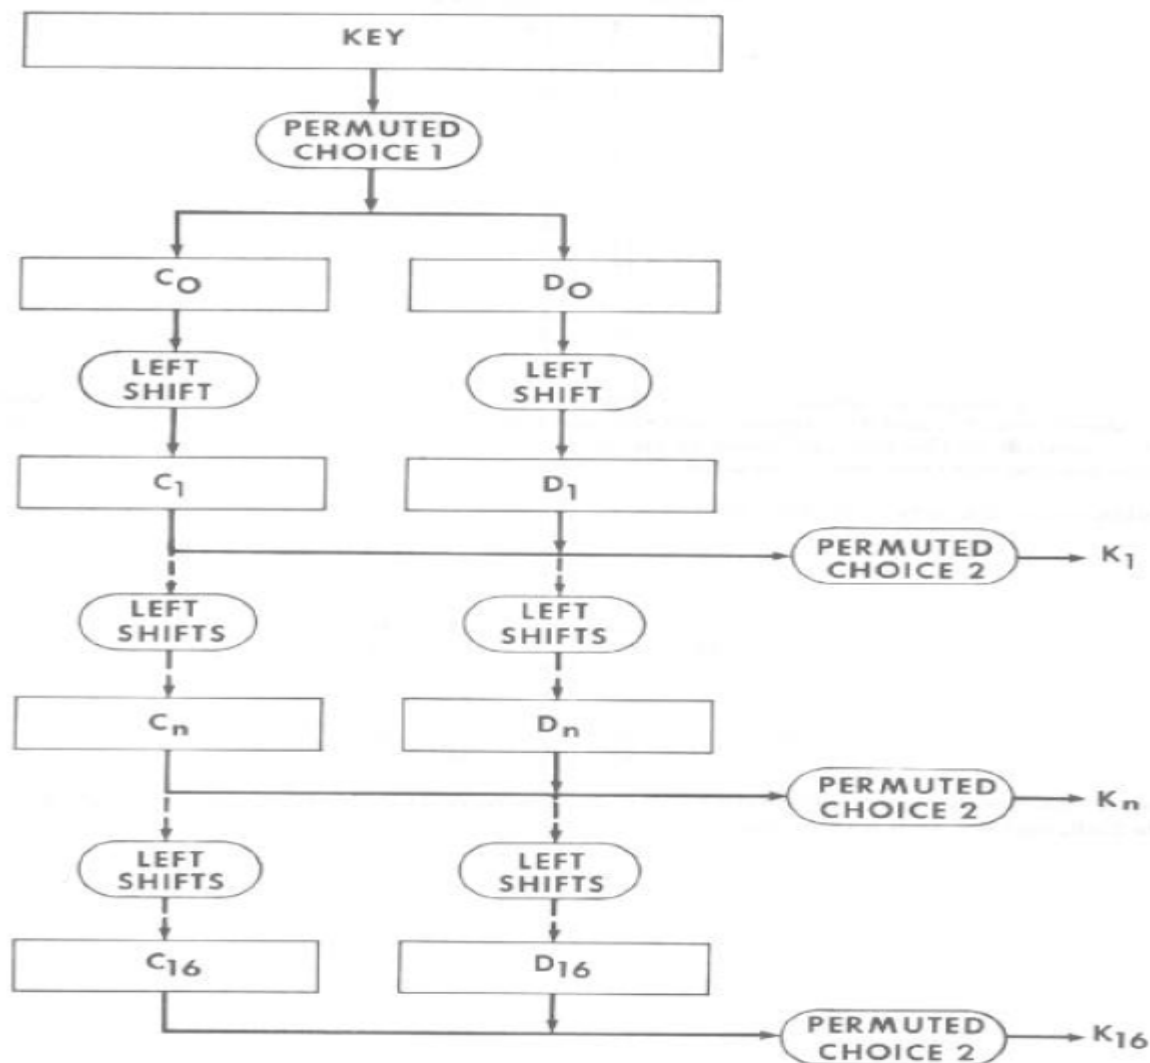 KEY
PERMUTED
CHOICE 1
C0
D0
LEFT
SHIFT
LEFT
SHIFT
C1
D1
PERMUTED
CHOICE 2
K1
LEFT
SHIFTS
LEFT
SHIFTS
Cn
Dn
PERMUTED
CHOICE 2
Kn
LEFT
SHIFTS
LEFT
SHIFTS
C16
D16
PERMUTED
CHOICE 2
K16